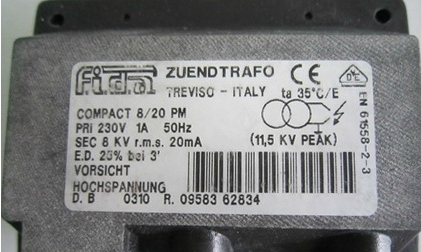 fida
ZUENDTRAFO CE
TREVISO - ITALY ta 35°C/E
COMPACT 8/20 PM
PRI 230V 1A 50Hz
SEC 8 KV r.m.s. 20mA
(11,5 KV PEAK)
E.D. 25% bei 3'
VORSICHT
HOCHSPANNUNG
D. B 0310 R. 09583 62834
EN 61558-2-3